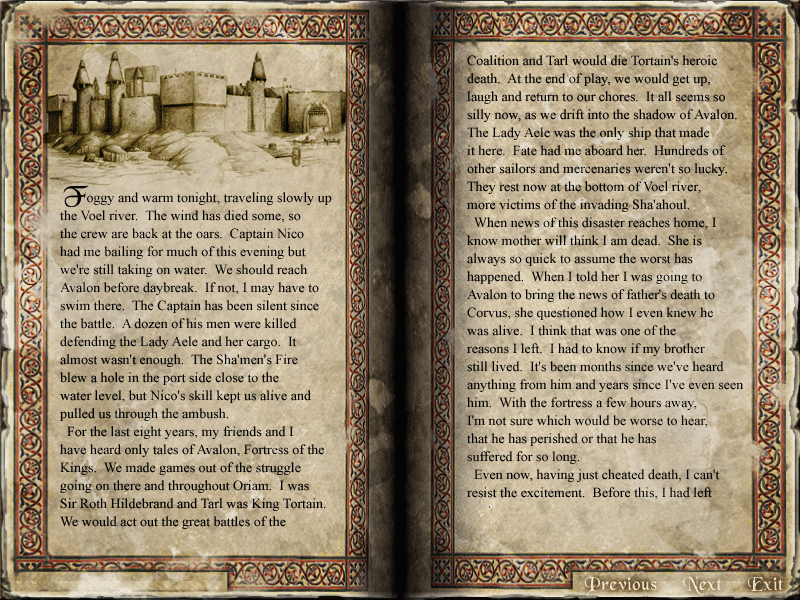 Foggy and warm tonight, traveling slowly up
the Voel river. The wind has died some, so
the crew are back at the oars. Captain Nico
had me bailing for much of this evening but
we're still taking on water. We should reach
Avalon before daybreak. If not, I may have to
swim there. The Captain has been silent since
the battle. A dozen of his men were killed
defending the Lady Aele and her cargo. It
almost wasn't enough. The Sha'men's Fire
blew a hole in the port side close to the
water level, but Nico's skill kept us alive and
pulled us through the ambush.
For the last eight years, my friends and I
have heard only tales of Avalon, Fortress of the
Kings. We made games out of the struggle
going on there and throughout Oriam. I was
Sir Roth Hildebrand and Tarl was King Tortain.
We would act out the great battles of the
Coalition and Tarl would die Tortain's heroic
death. At the end of play, we would get up,
laugh and return to our chores. It all seems so
silly now, as we drift into the shadow of Avalon.
The Lady Aele was the only ship that made
it here. Fate had me aboard her. Hundreds of
other sailors and mercenaries weren't so lucky.
They rest now at the bottom of Voel river,
more victims of the invading Sha'ahoul.
When news of this disaster reaches home, I
know mother will think I am dead. She is
always so quick to assume the worst has
happened. When I told her I was going to
Avalon to bring the news of father's death to
Corvus, she questioned how I even knew he
was alive. I think that was one of the
reasons I left. I had to know if my brother
still lived. It's been months since we've heard
anything from him and years since I've even seen
him. With the fortress a few hours away,
I'm not sure which would be worse to hear,
that he has perished or that he has
suffered for so long.
Even now, having just cheated death, I can't
resist the excitement. Before this, I had left
Previous Next Exit